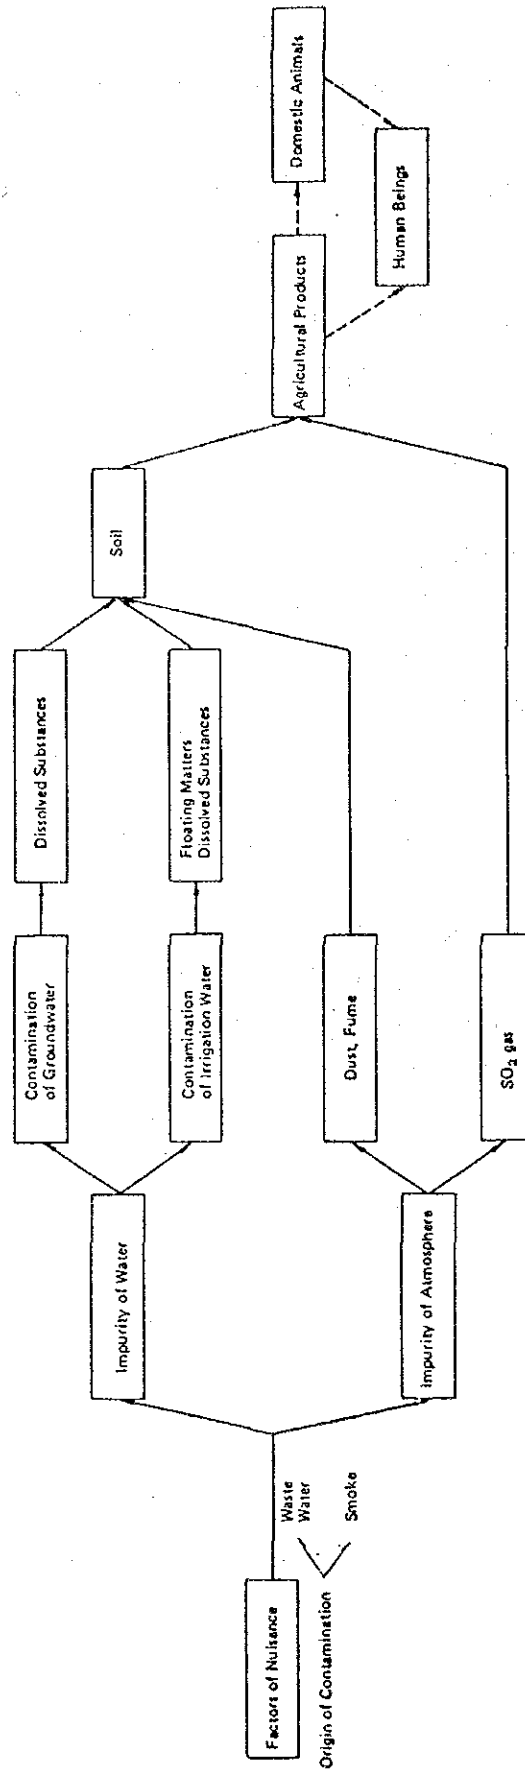 Factors of Nuisance
Origin of Contamination
Waste
Water
Smoke
Impurity of Water
Impurity of Atmosphere
Contamination
of Groundwater
Contamination
of Irrigation Water
Dust, Fume
SO₂ gas
Dissolved Substances
Floating Matters
Dissolved Substances
Soil
Agricultural Products
Domestic Animals
Human Beings